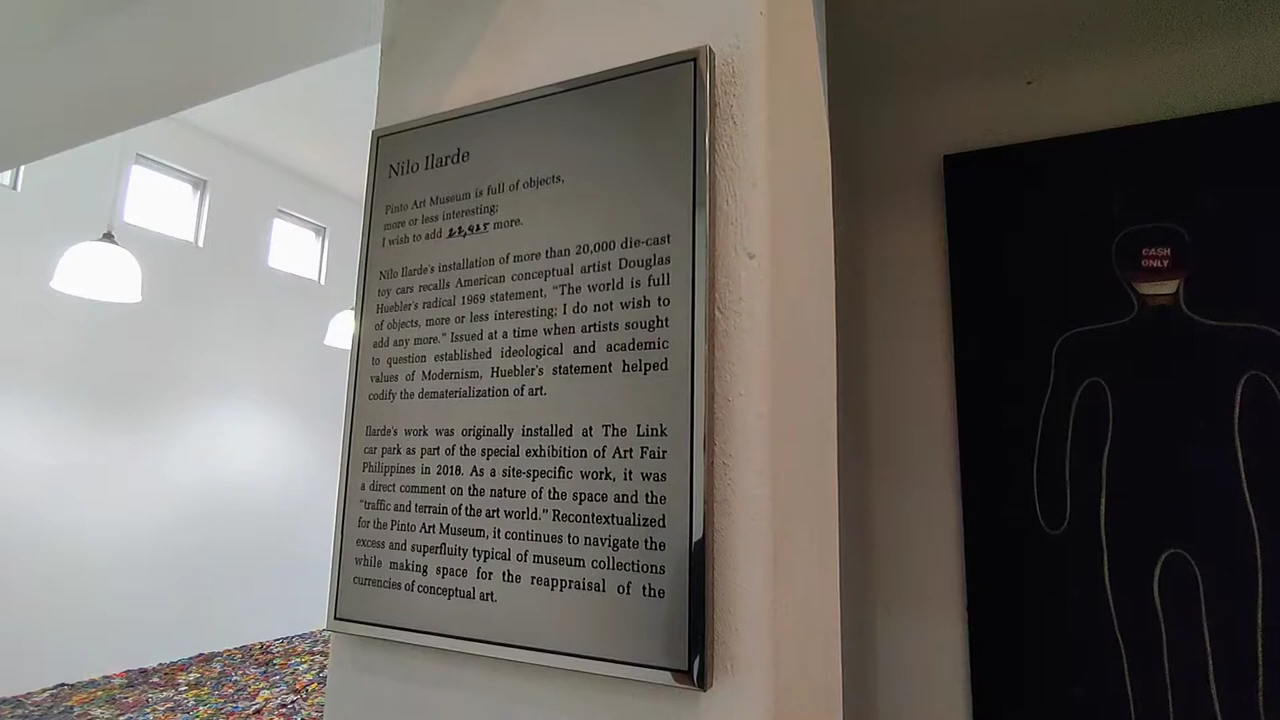 Nilo Ilarde
Pinto Art Museum is full of objects,
more or less interesting;
I wish to add 22,425 more.
Nilo Ilarde's installation of more than 20,000 die-cast
toy cars recalls American conceptual artist Douglas
Huebler's radical 1969 statement, "The world is full
of objects, more or less interesting; I do not wish to
add any more." Issued at a time when artists sought
to question established ideological and academic
values of Modernism, Huebler's statement helped
codify the dematerialization of art.
Ilarde's work was originally installed at The Link
car park as part of the special exhibition of Art Fair
Philippines in 2018. As a site-specific work, it was
a direct comment on the nature of the space and the
"traffic and terrain of the art world." Recontextualized
for the Pinto Art Museum, it continues to navigate the
excess and superfluity typical of museum collections
while making space for the reappraisal of the
currencies of conceptual art.
CASH
ONLY